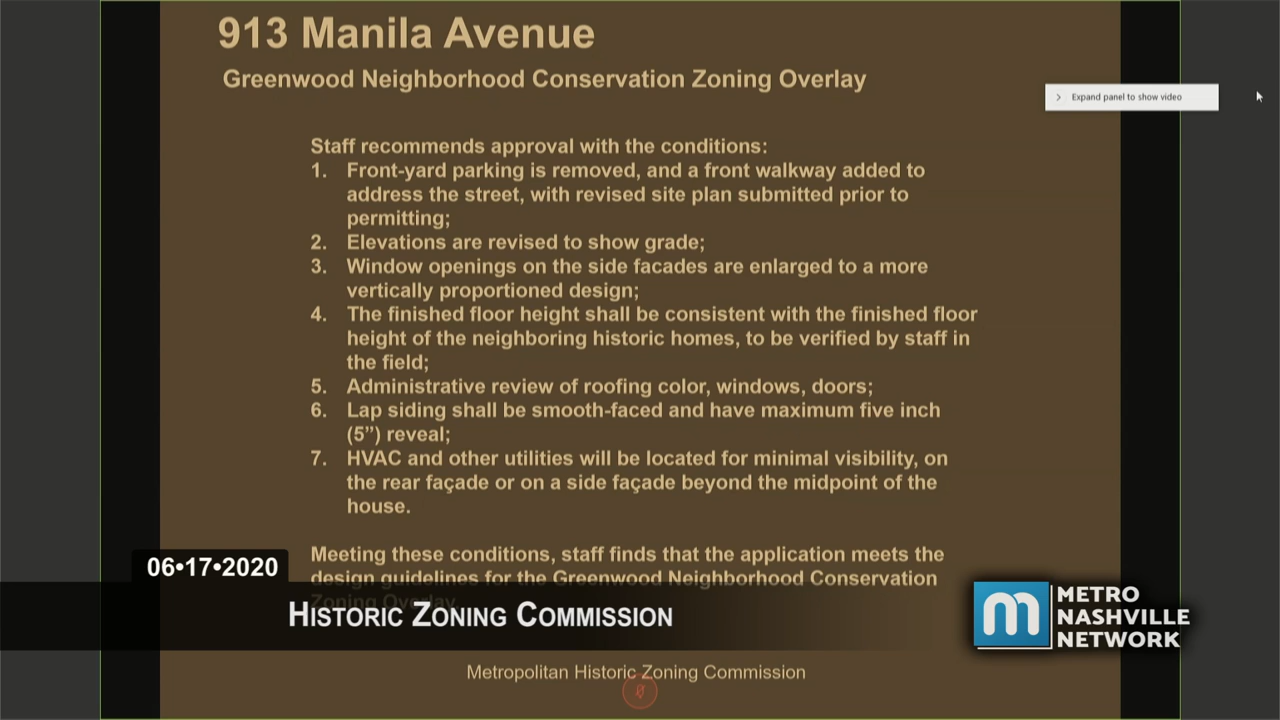 913 Manila Avenue
Greenwood Neighborhood Conservation Zoning Overlay
Expand panel to show video
Staff recommends approval with the conditions:
1. Front-yard parking is removed, and a front walkway added to
address the street, with revised site plan submitted prior to
permitting;
2. Elevations are revised to show grade;
3. Window openings on the side facades are enlarged to a more
vertically proportioned design;
4. The finished floor height shall be consistent with the finished floor
height of the neighboring historic homes, to be verified by staff in
the field;
5. Administrative review of roofing color, windows, doors;
6. Lap siding shall be smooth-faced and have maximum five inch
(5”) reveal;
7. HVAC and other utilities will be located for minimal visibility, on
the rear façade or on a side façade beyond the midpoint of the
house.
Meeting these conditions, staff finds that the application meets the
design guidelines for the Greenwood Neighborhood Conservation
Zoning Overlay.
06•17•2020
HISTORIC ZONING COMMISSION
METRO
NASHVILLE
NETWORK
Metropolitan Historic Zoning Commission